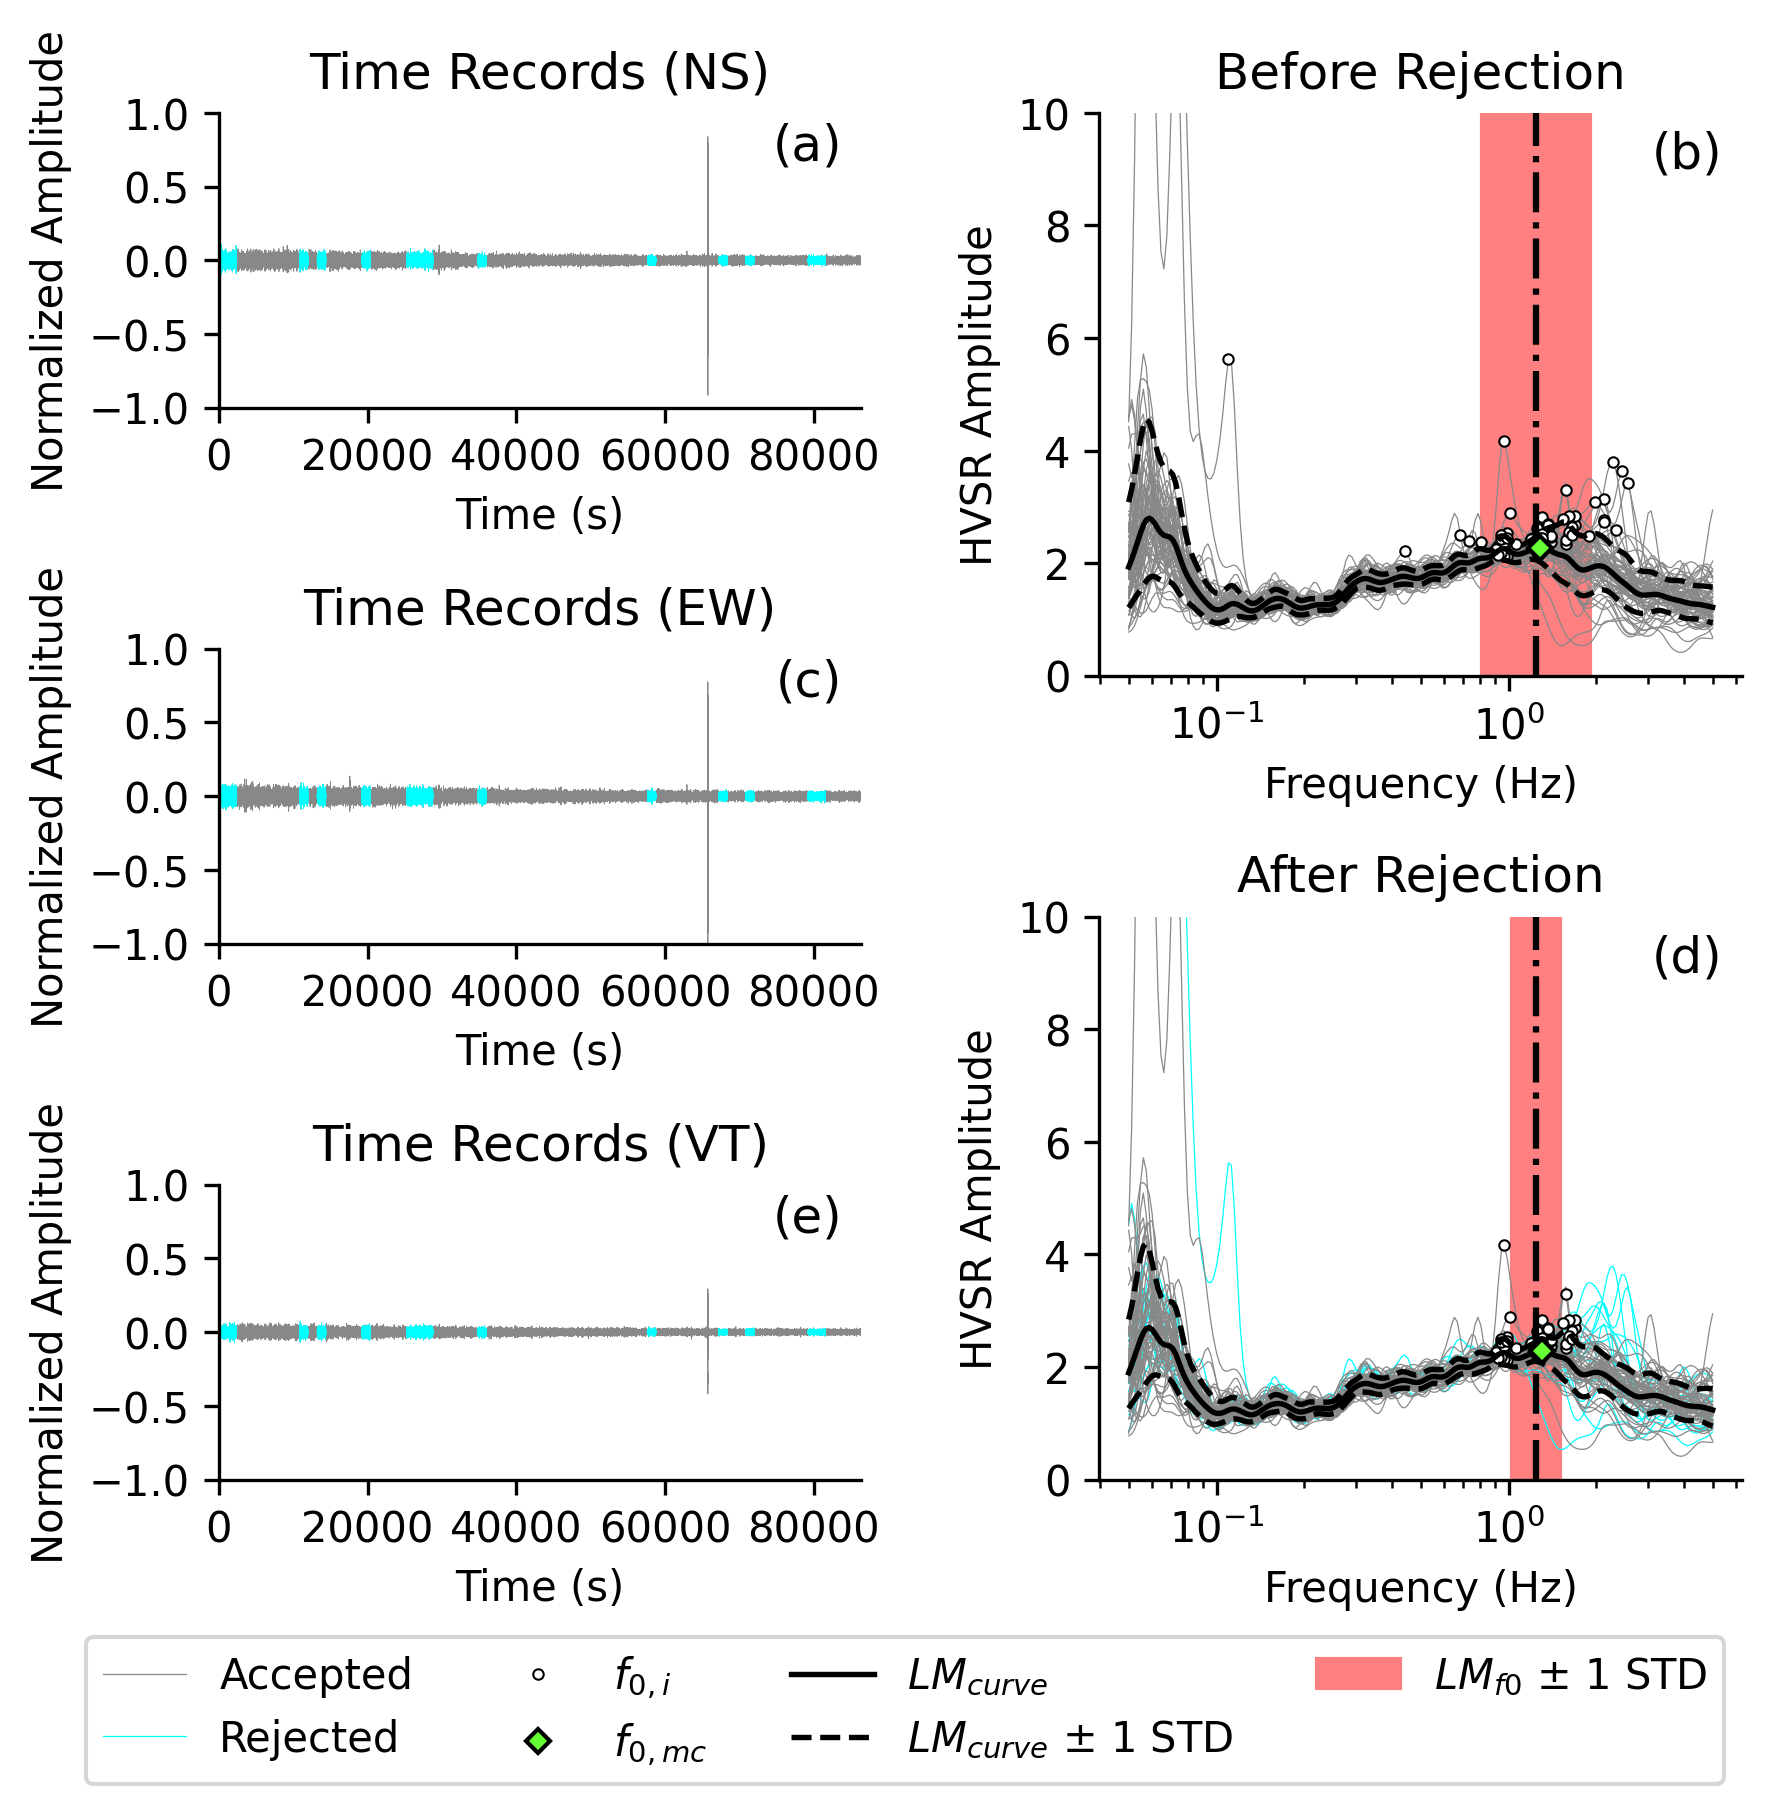 Time Records (NS)
Normalized Amplitude
1.0
0.5
0.0
−0.5
−1.0
(a)
0 20000 40000 60000 80000
Time (s)
Before Rejection
HVSR Amplitude
10
8
6
4
2
0
(b)
10⁻¹ 10⁰
Frequency (Hz)
Time Records (EW)
Normalized Amplitude
1.0
0.5
0.0
−0.5
−1.0
(c)
0 20000 40000 60000 80000
Time (s)
After Rejection
HVSR Amplitude
10
8
6
4
2
0
(d)
10⁻¹ 10⁰
Frequency (Hz)
Time Records (VT)
Normalized Amplitude
1.0
0.5
0.0
−0.5
−1.0
(e)
0 20000 40000 60000 80000
Time (s)
Accepted
Rejected
f0,i
f0,mc
LMcurve
LMcurve ± 1 STD
LMf0 ± 1 STD